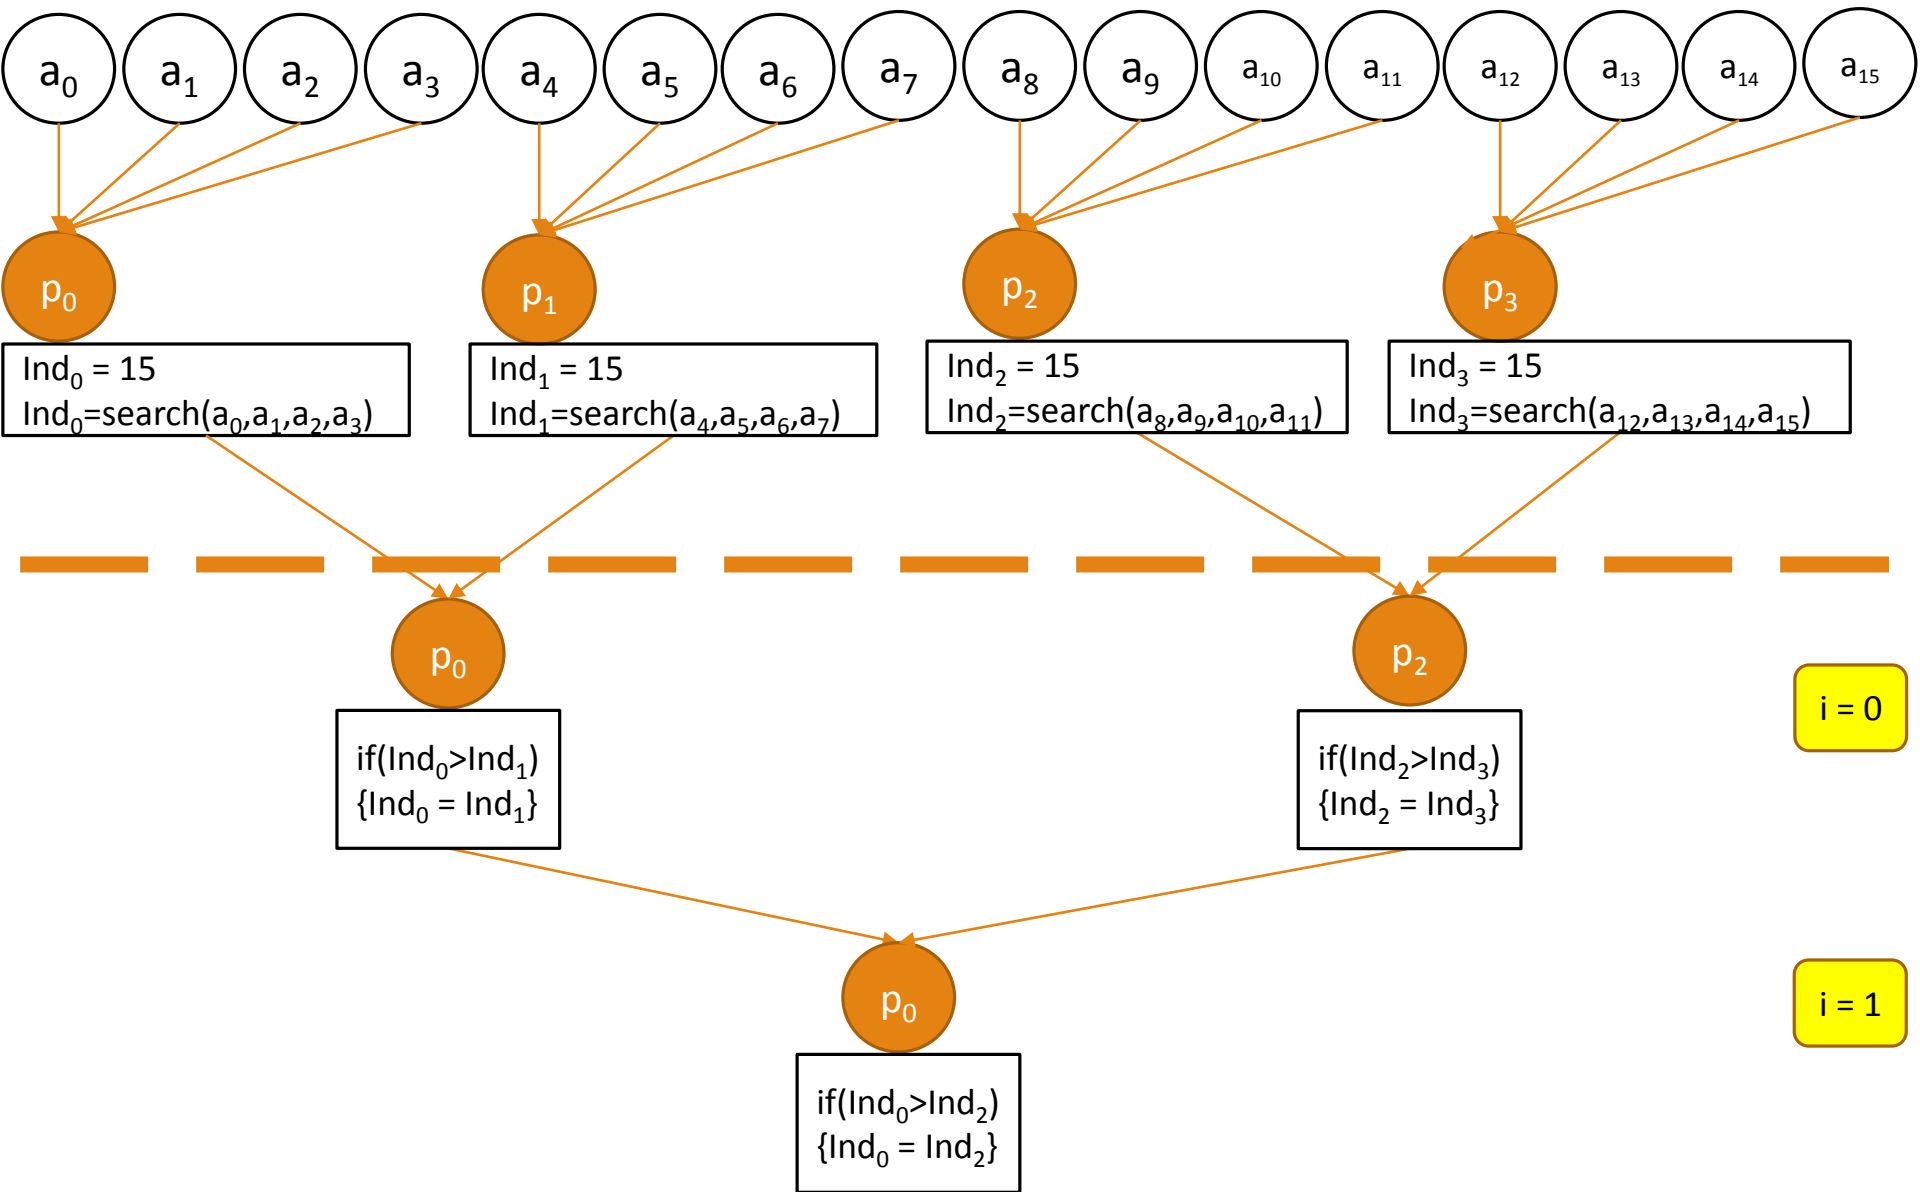 a0 a1 a2 a3 a4 a5 a6 a7 a8 a9 a10 a11 a12 a13 a14 a15
p0 p1 p2 p3
Ind0 = 15
Ind0=search(a0,a1,a2,a3)
Ind1 = 15
Ind1=search(a4,a5,a6,a7)
Ind2 = 15
Ind2=search(a8,a9,a10,a11)
Ind3 = 15
Ind3=search(a12,a13,a14,a15)
p0 p2
i = 0
if(Ind0>Ind1)
{Ind0 = Ind1}
if(Ind2>Ind3)
{Ind2 = Ind3}
p0
i = 1
if(Ind0>Ind2)
{Ind0 = Ind2}